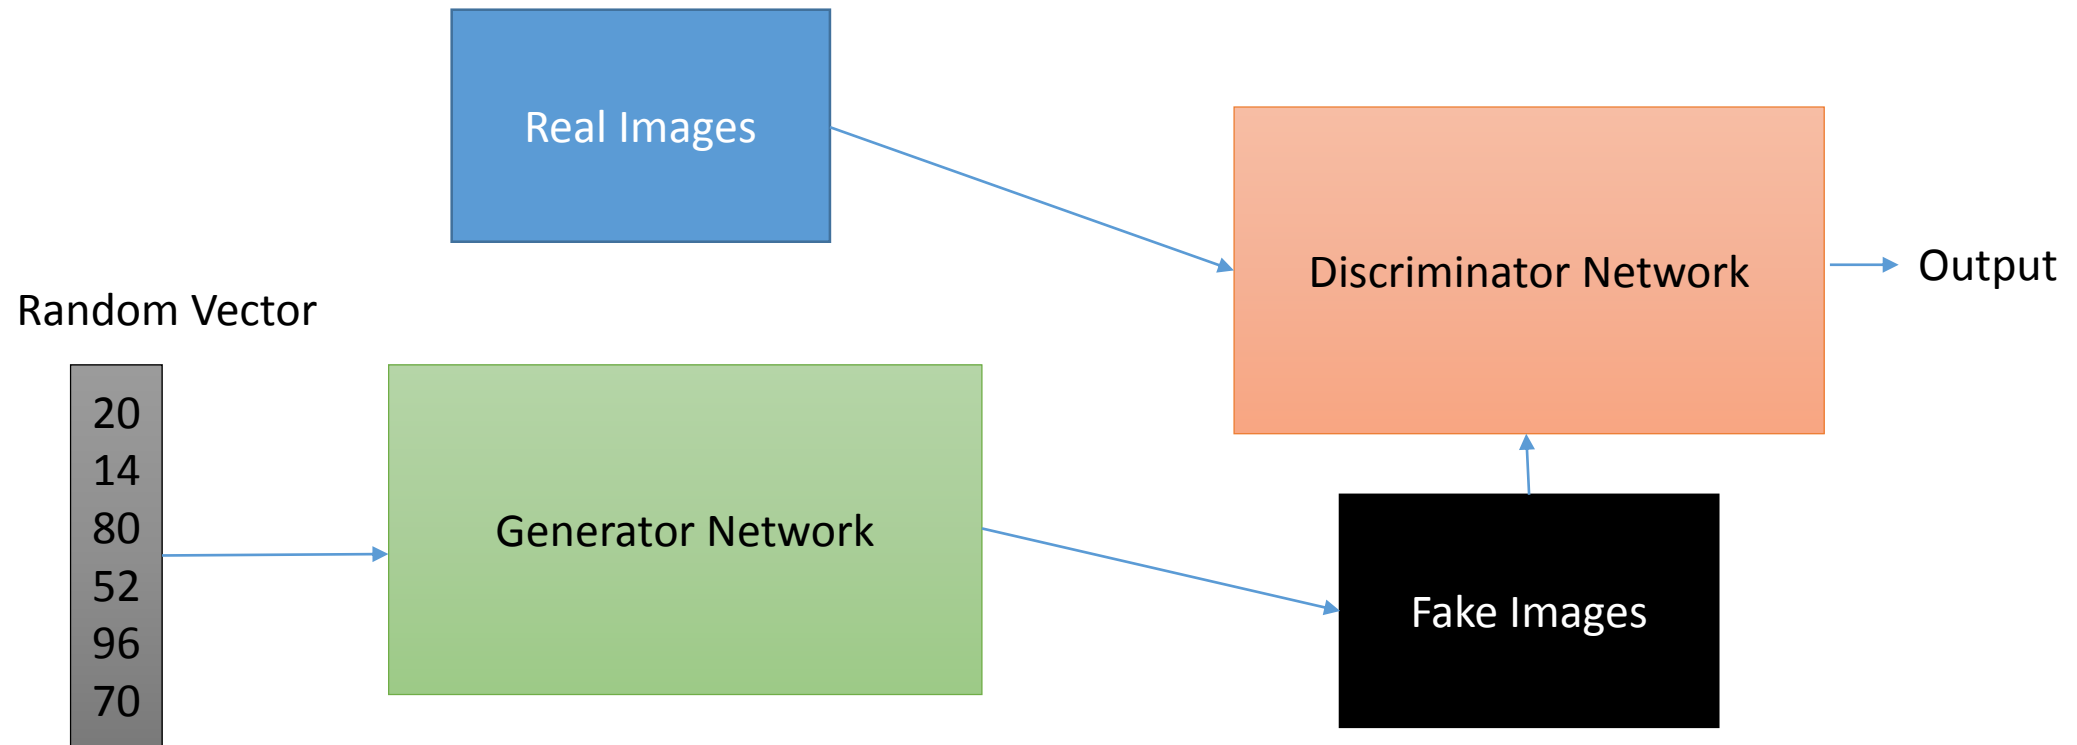 Real Images
Discriminator Network
Output
Random Vector
20
14
80
52
96
70
Generator Network
Fake Images